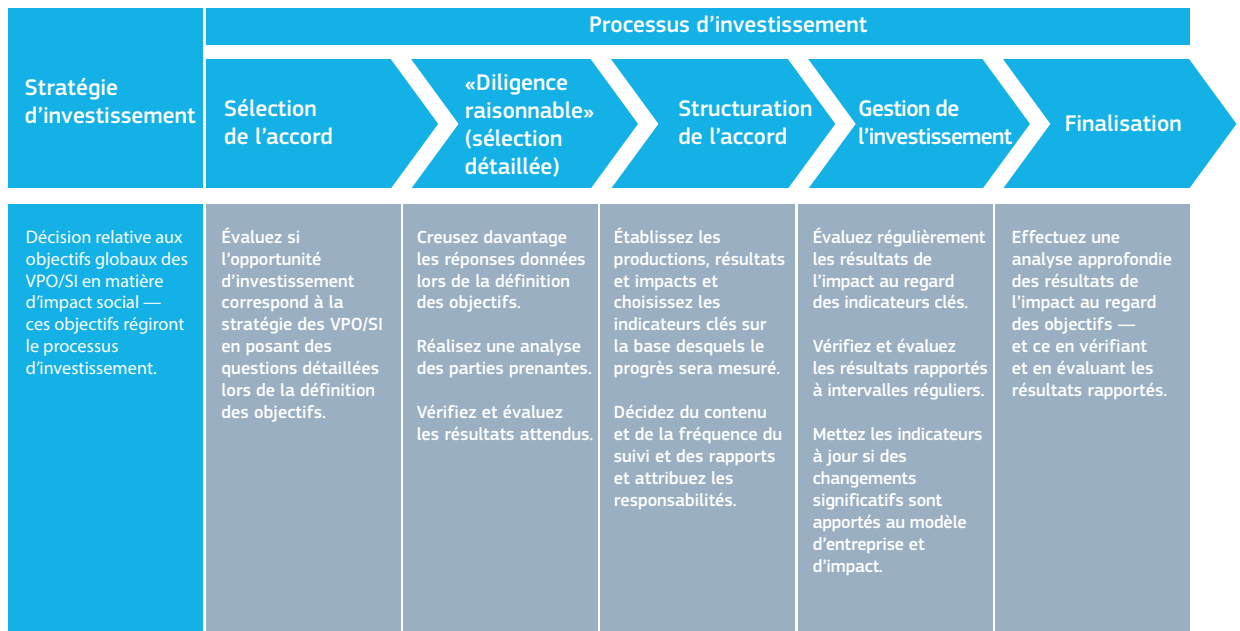 Processus d’investissement
Stratégie
d’investissement
Sélection
de l’accord
«Diligence
raisonnable»
(sélection
détaillée)
Structuration
de l’accord
Gestion de
l’investissement
Finalisation
Décision relative aux
objectifs globaux des
VPO/SI en matière
d’impact social —
ces objectifs régiront
le processus
d’investissement.
Évaluez si
l’opportunité
d’investissement
correspond à la
stratégie des VPO/SI
en posant des
questions détaillées
lors de la définition
des objectifs.
Creusez davantage
les réponses données
lors de la définition
des objectifs.
Réalisez une analyse
des parties prenantes.
Vérifiez et évaluez
les résultats attendus.
Établissez les
productions, résultats
et impacts et
choisissez les
indicateurs clés sur
la base desquels le
progrès sera mesuré.
Décidez du contenu
et de la fréquence du
suivi et des rapports
et attribuez les
responsabilités.
Évaluez régulièrement
les résultats de
l’impact au regard
des indicateurs clés.
Vérifiez et évaluez
les résultats rapportés
à intervalles réguliers.
Mettez les indicateurs
à jour si des
changements
significatifs sont
apportés au modèle
d’entreprise et
d’impact.
Effectuez une
analyse approfondie
des résultats de
l’impact au regard
des objectifs —
et ce en vérifiant
et en évaluant les
résultats rapportés.